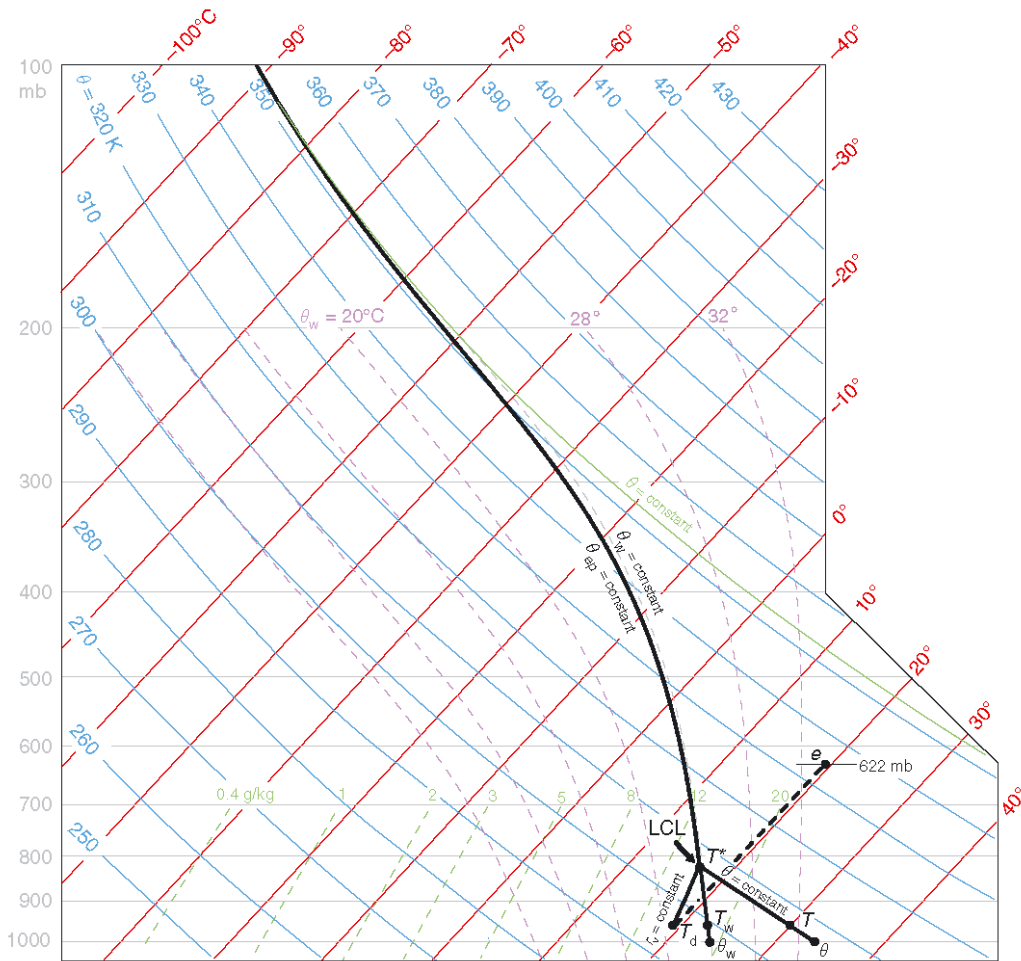 –100°C
–90°
–80°
–70°
–60°
–50°
–40°
100
mb
θ = 320 K
330
340
350
360
370
380
390
400
410
420
430
–30°
310
–20°
300
200
θw = 20°C
28°
32°
–10°
290
300
θ = constant
0°
280
θw = constant
θep = constant
400
10°
270
500
20°
30°
260
600
e
622 mb
40°
700
0.4 g/kg
1
2
3
5
8
12
20
250
LCL
800
T*
θ = constant
900
rv = constant
Td
Tw
T
1000
θw
θ